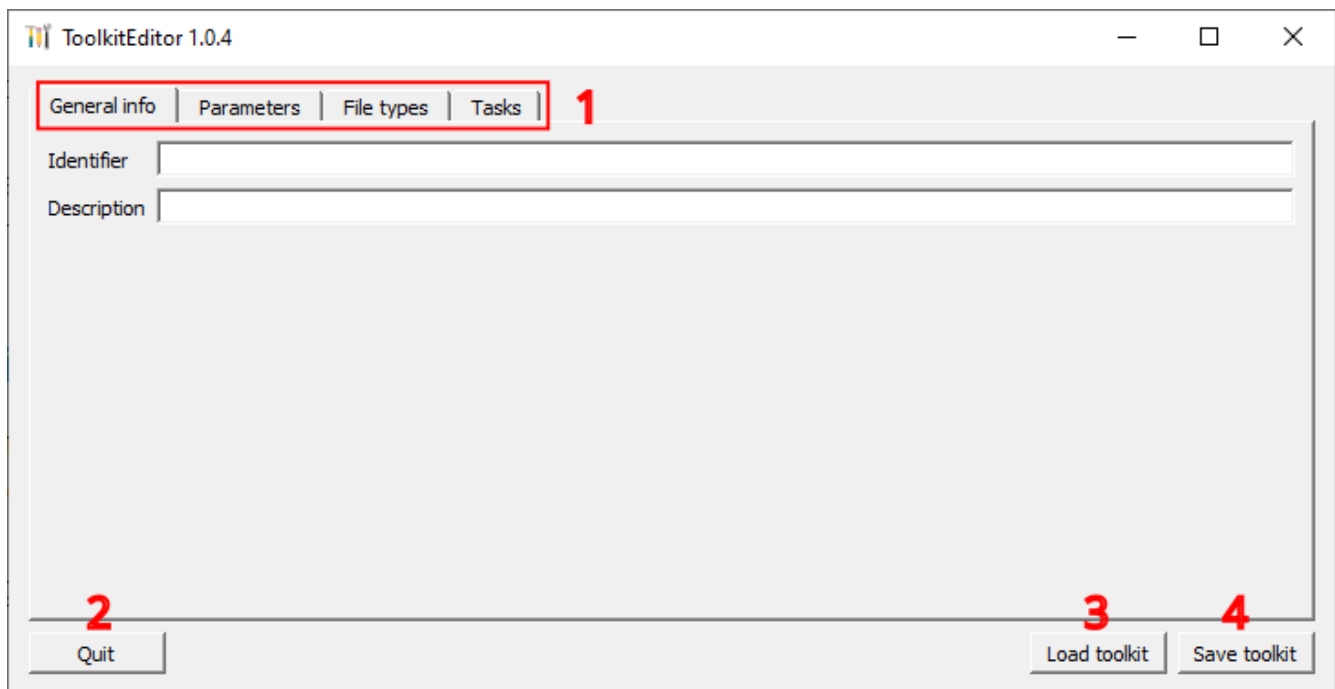 ToolkitEditor 1.0.4
General info Parameters File types Tasks 1
Identifier
Description
2 3 4
Quit Load toolkit Save toolkit